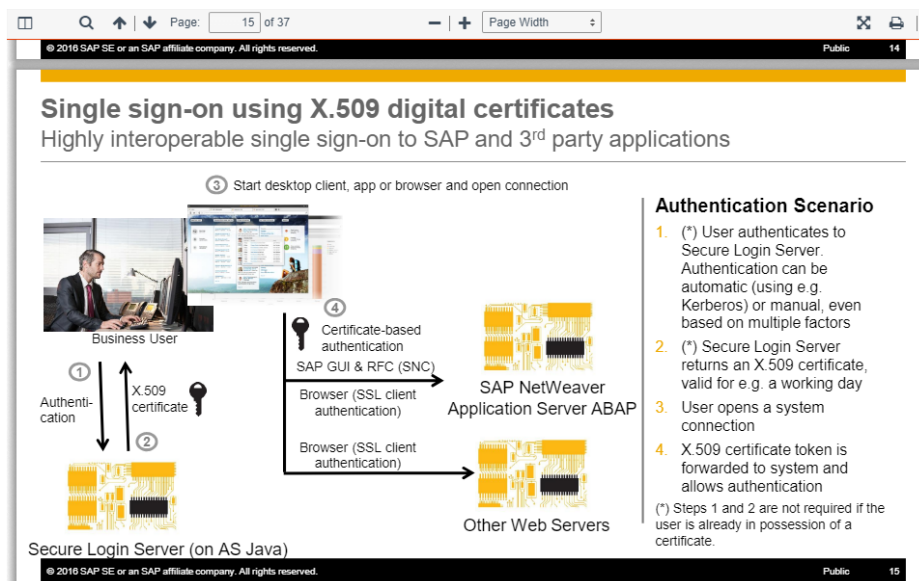 Page: 15 of 37
Page Width
© 2016 SAP SE or an SAP affiliate company. All rights reserved.
Public 14
Single sign-on using X.509 digital certificates
Highly interoperable single sign-on to SAP and 3rd party applications
3 Start desktop client, app or browser and open connection
Business User
1
Authenti-
cation
X.509
certificate
2
Secure Login Server (on AS Java)
4
Certificate-based
authentication
SAP GUI & RFC (SNC)
Browser (SSL client
authentication)
Browser (SSL client
authentication)
SAP NetWeaver
Application Server ABAP
Other Web Servers
Authentication Scenario
1. (*) User authenticates to
Secure Login Server.
Authentication can be
automatic (using e.g.
Kerberos) or manual, even
based on multiple factors
2. (*) Secure Login Server
returns an X.509 certificate,
valid for e.g. a working day
3. User opens a system
connection
4. X.509 certificate token is
forwarded to system and
allows authentication
(*) Steps 1 and 2 are not required if the
user is already in possession of a
certificate.
© 2016 SAP SE or an SAP affiliate company. All rights reserved.
Public 15